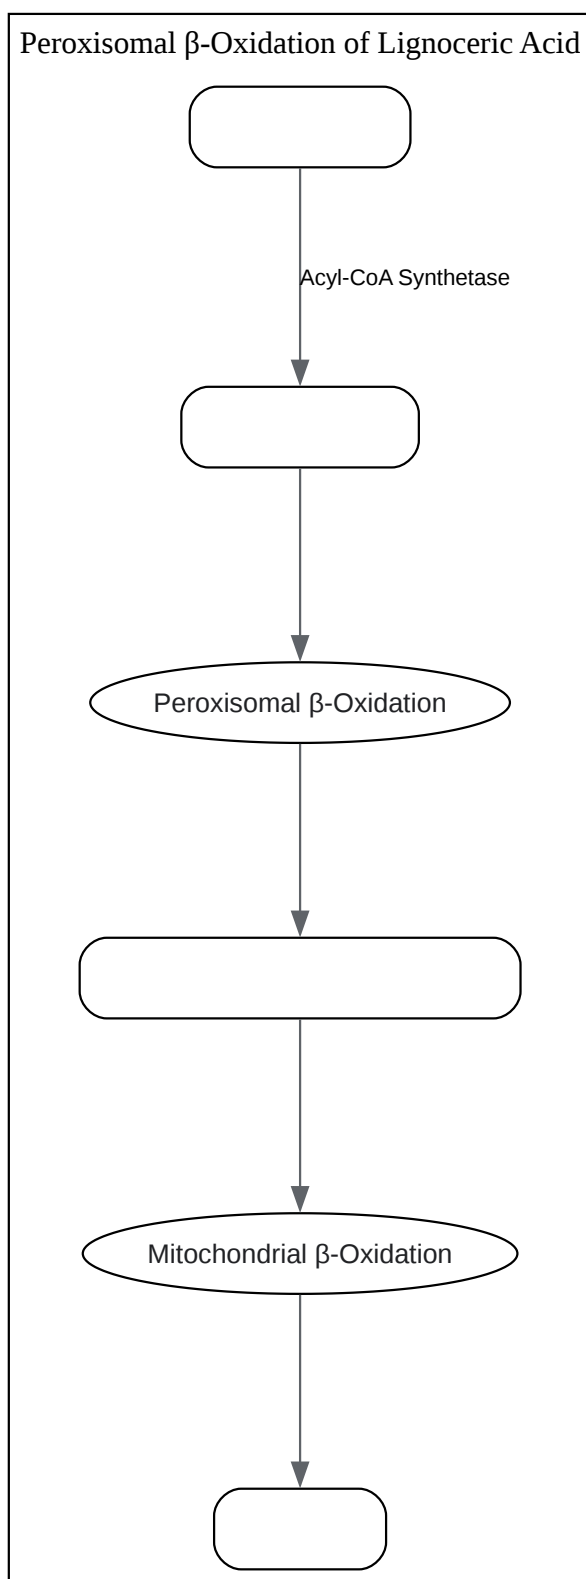 Peroxisomal β-Oxidation of Lignoceric Acid
Acyl-CoA Synthetase
Peroxisomal β-Oxidation
Mitochondrial β-Oxidation